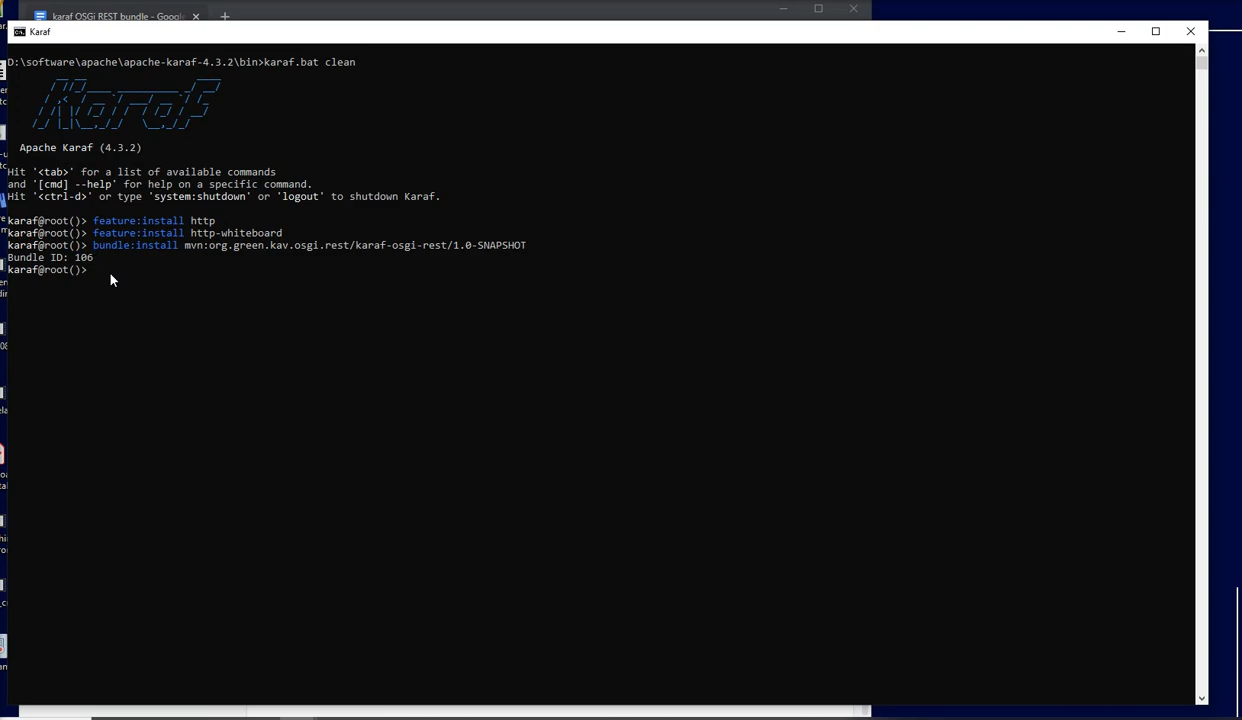 karaf OSGi REST bundle - Google
Karaf
D:\software\apache\apache-karaf-4.3.2\bin>karaf.bat clean
Karaf
Apache Karaf (4.3.2)
Hit '<tab>' for a list of available commands
and '[cmd] --help' for help on a specific command.
Hit '<ctrl-d>' or type 'system:shutdown' or 'logout' to shutdown Karaf.
karaf@root()> feature:install http
karaf@root()> feature:install http-whiteboard
karaf@root()> bundle:install mvn:org.green.kav.osgi.rest/karaf-osgi-rest/1.0-SNAPSHOT
Bundle ID: 106
karaf@root()>